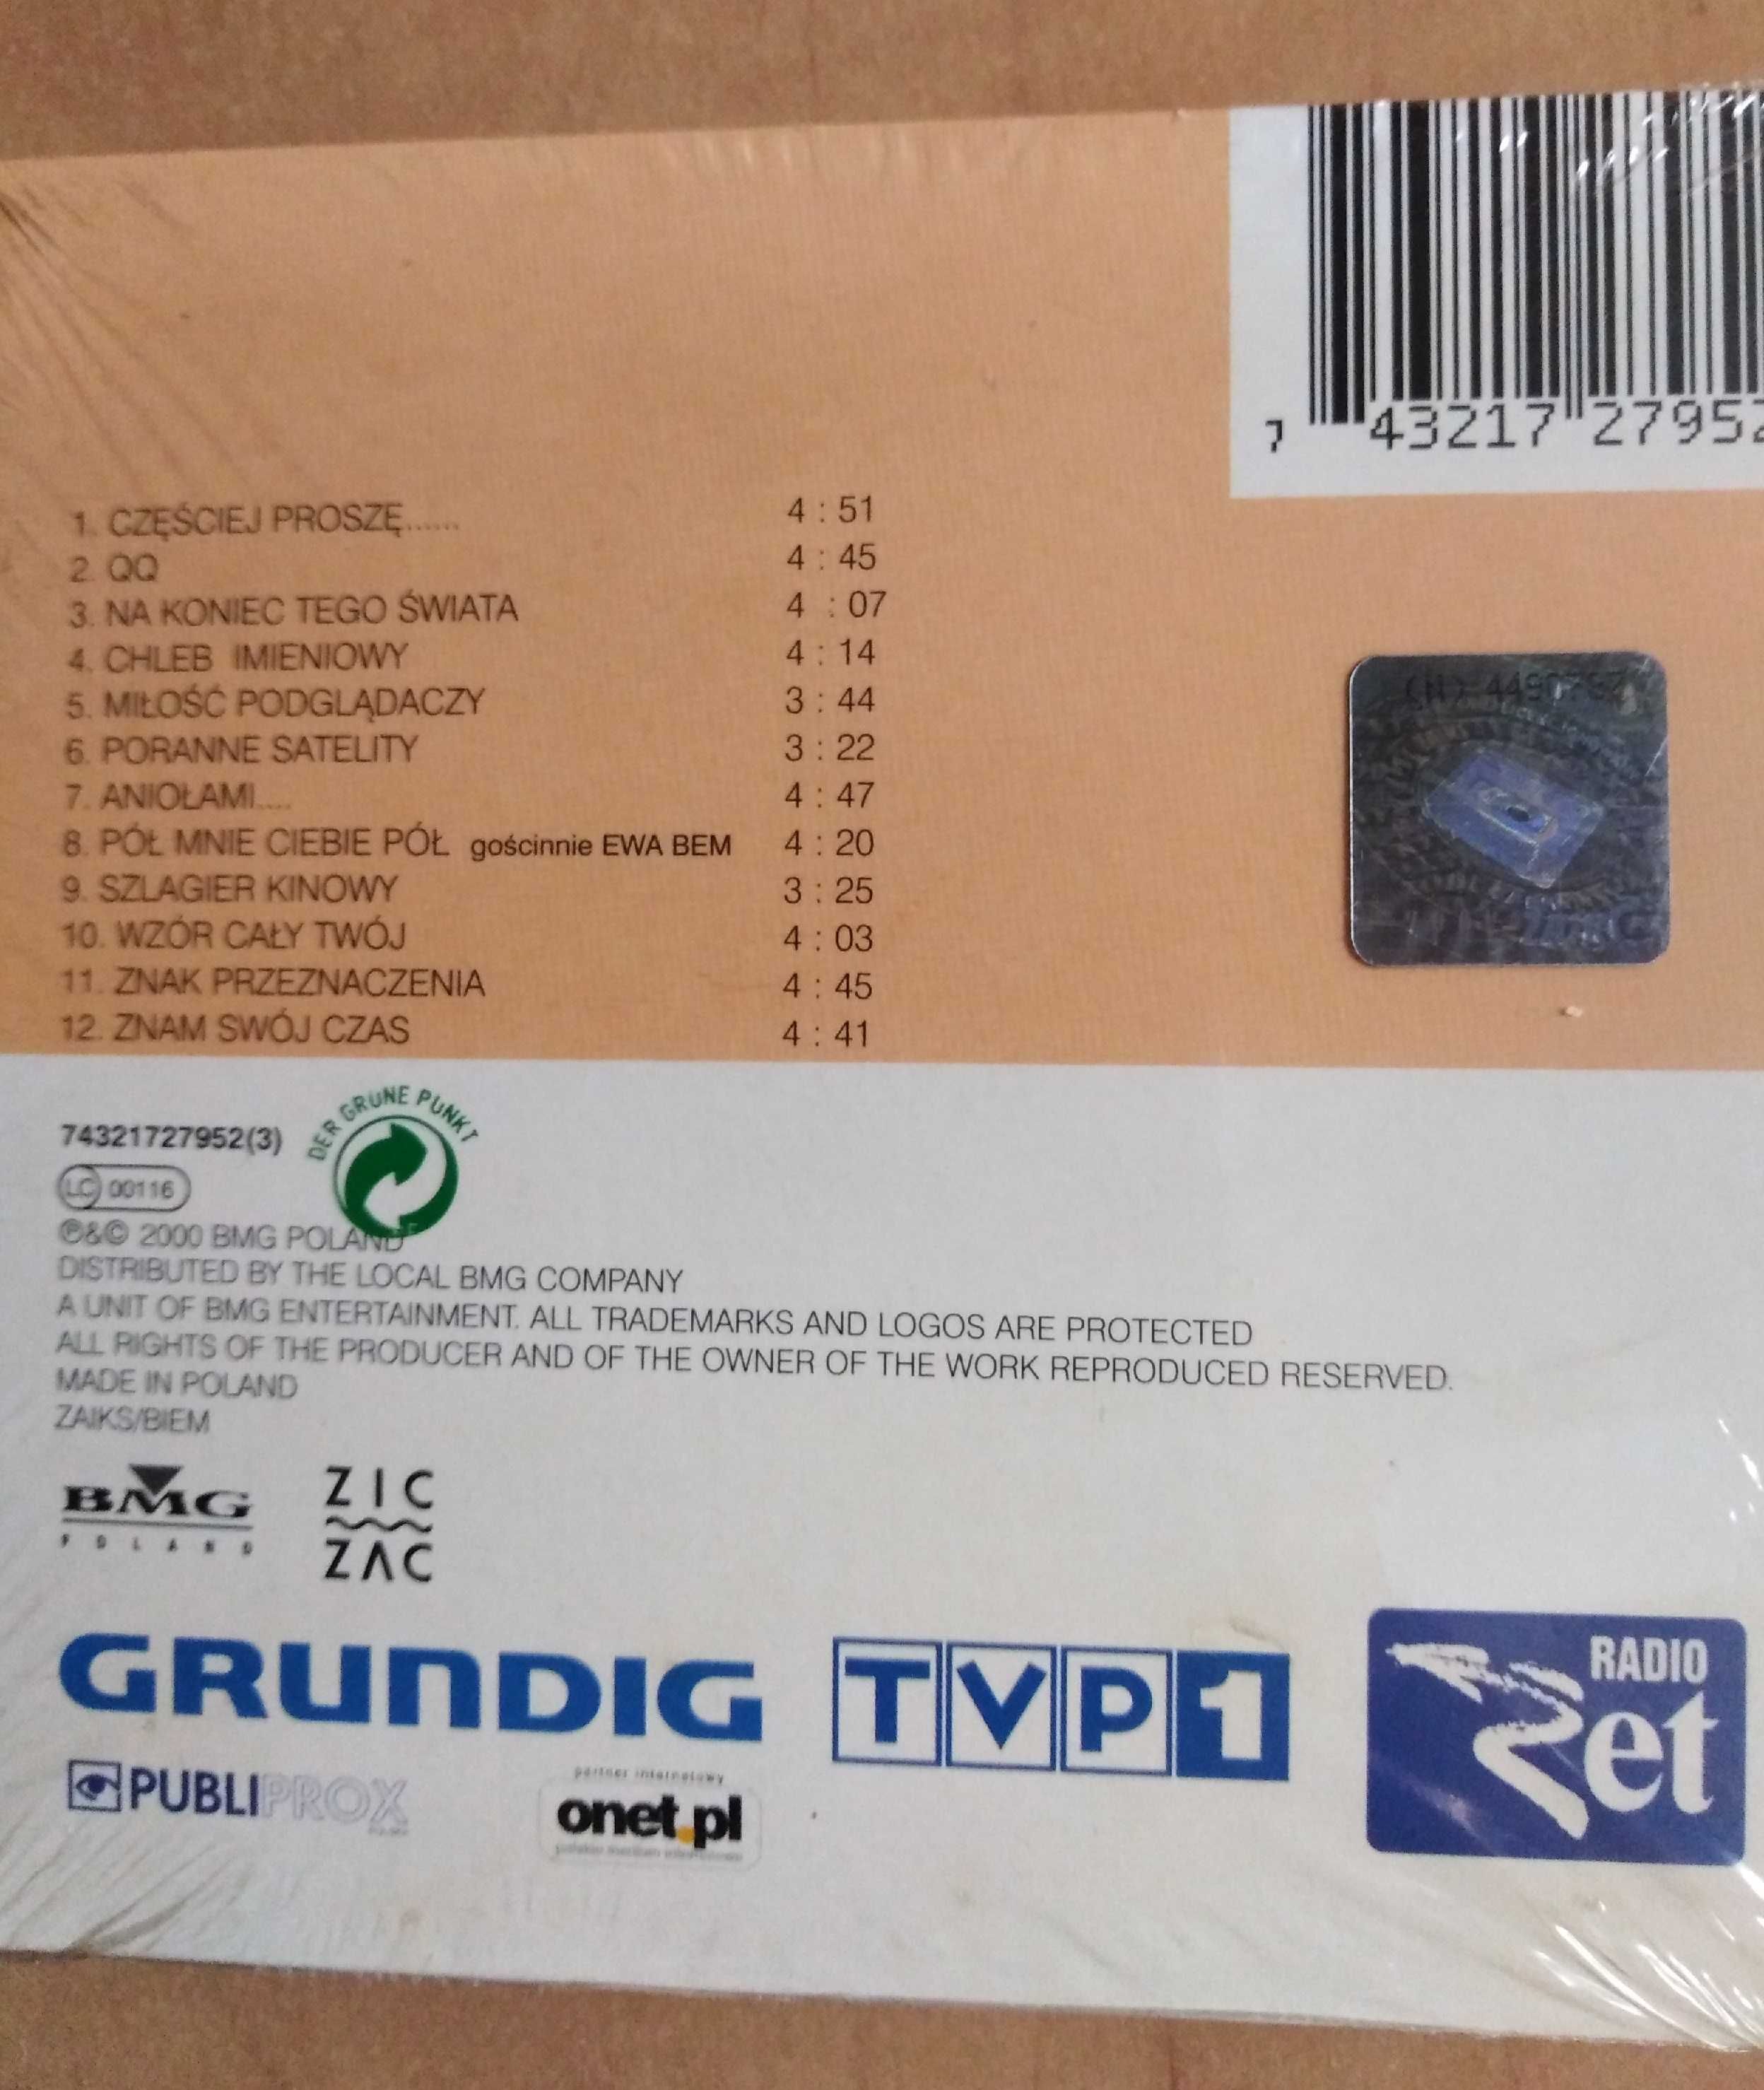 7 43217 27952
1. CZĘŚCIEJ PROSZĘ...... 4 : 51
2. QQ 4 : 45
3. NA KONIEC TEGO ŚWIATA 4 : 07
4. CHLEB IMIENIOWY 4 : 14
5. MIŁOŚĆ PODGLĄDACZY 3 : 44
6. PORANNE SATELITY 3 : 22
7. ANIOŁAMI.... 4 : 47
8. PÓŁ MNIE CIEBIE PÓŁ gościnnie EWA BEM 4 : 20
9. SZLAGIER KINOWY 3 : 25
10. WZÓR CAŁY TWÓJ 4 : 03
11. ZNAK PRZEZNACZENIA 4 : 45
12. ZNAM SWÓJ CZAS 4 : 41
DER GRÜNE PUNKT
74321727952(3)
LC 00116
℗&© 2000 BMG POLAND
DISTRIBUTED BY THE LOCAL BMG COMPANY
A UNIT OF BMG ENTERTAINMENT. ALL TRADEMARKS AND LOGOS ARE PROTECTED
ALL RIGHTS OF THE PRODUCER AND OF THE OWNER OF THE WORK REPRODUCED RESERVED.
MADE IN POLAND
ZAIKS/BIEM
BMG
POLAND
ZIC
ZAC
GRUNDIG
TVP1
RADIO
Zet
PUBLIPROX
partner internetowy
onet.pl